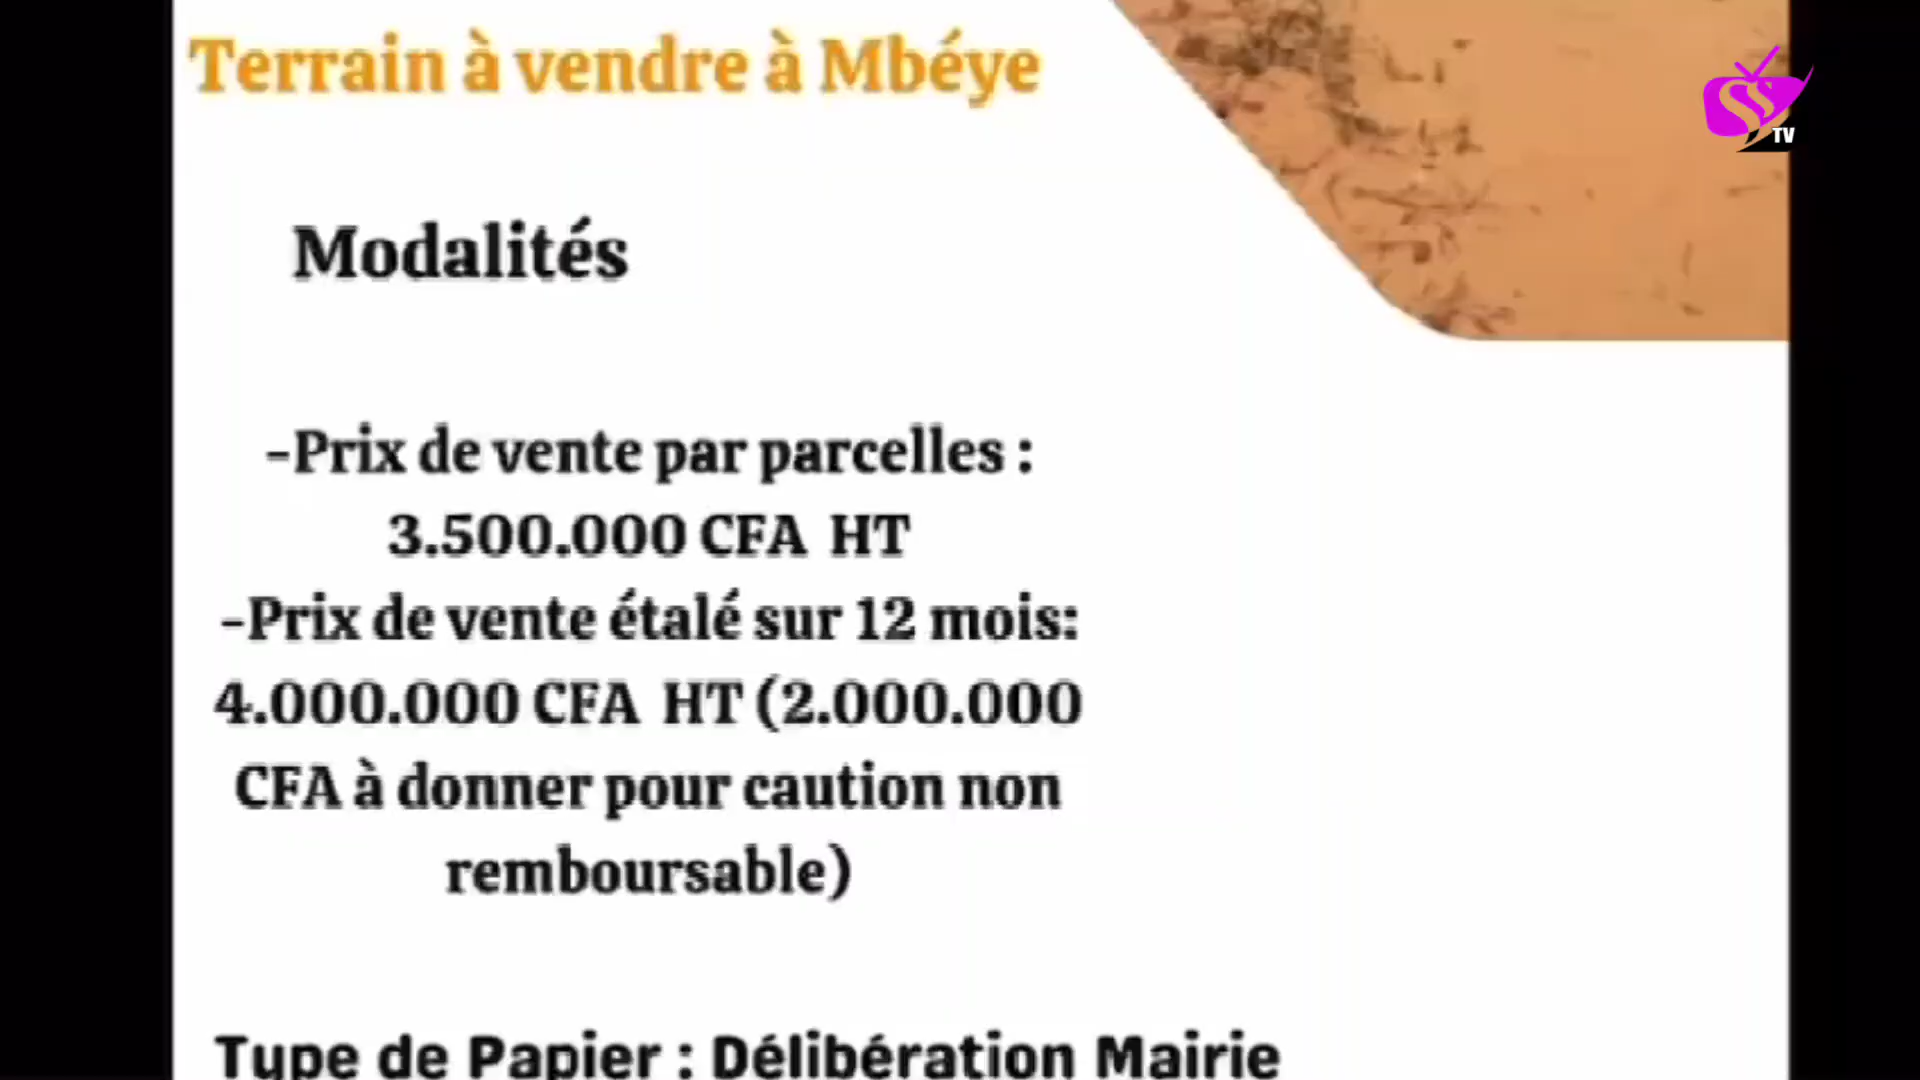 Terrain à vendre à Mbéye
TV
Modalités
-Prix de vente par parcelles :
3.500.000 CFA HT
-Prix de vente étalé sur 12 mois:
4.000.000 CFA HT (2.000.000
CFA à donner pour caution non
remboursable)
Type de Papier : Délibération Mairie